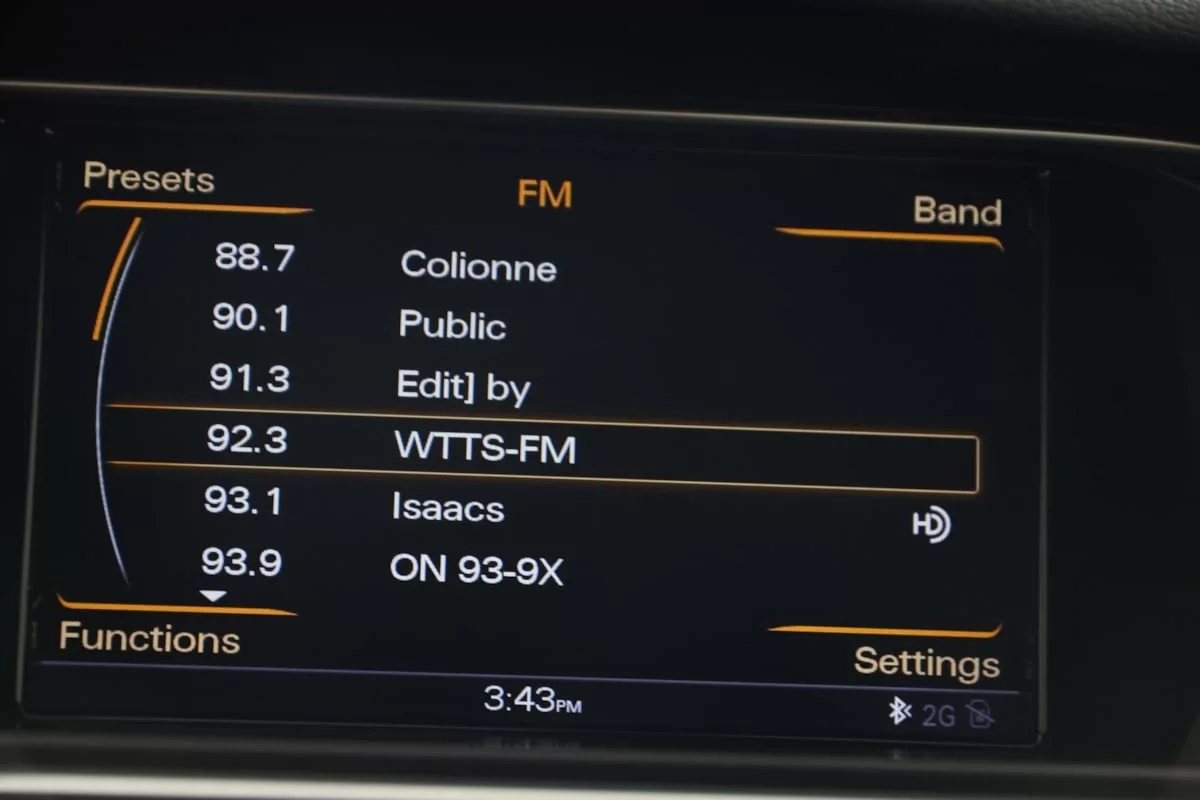 Presets
FM
Band
88.7 Colionne
90.1 Public
91.3 Edit] by
92.3 WTTS-FM
93.1 Isaacs HD
93.9 ON 93-9X
Functions
Settings
3:43PM
2G